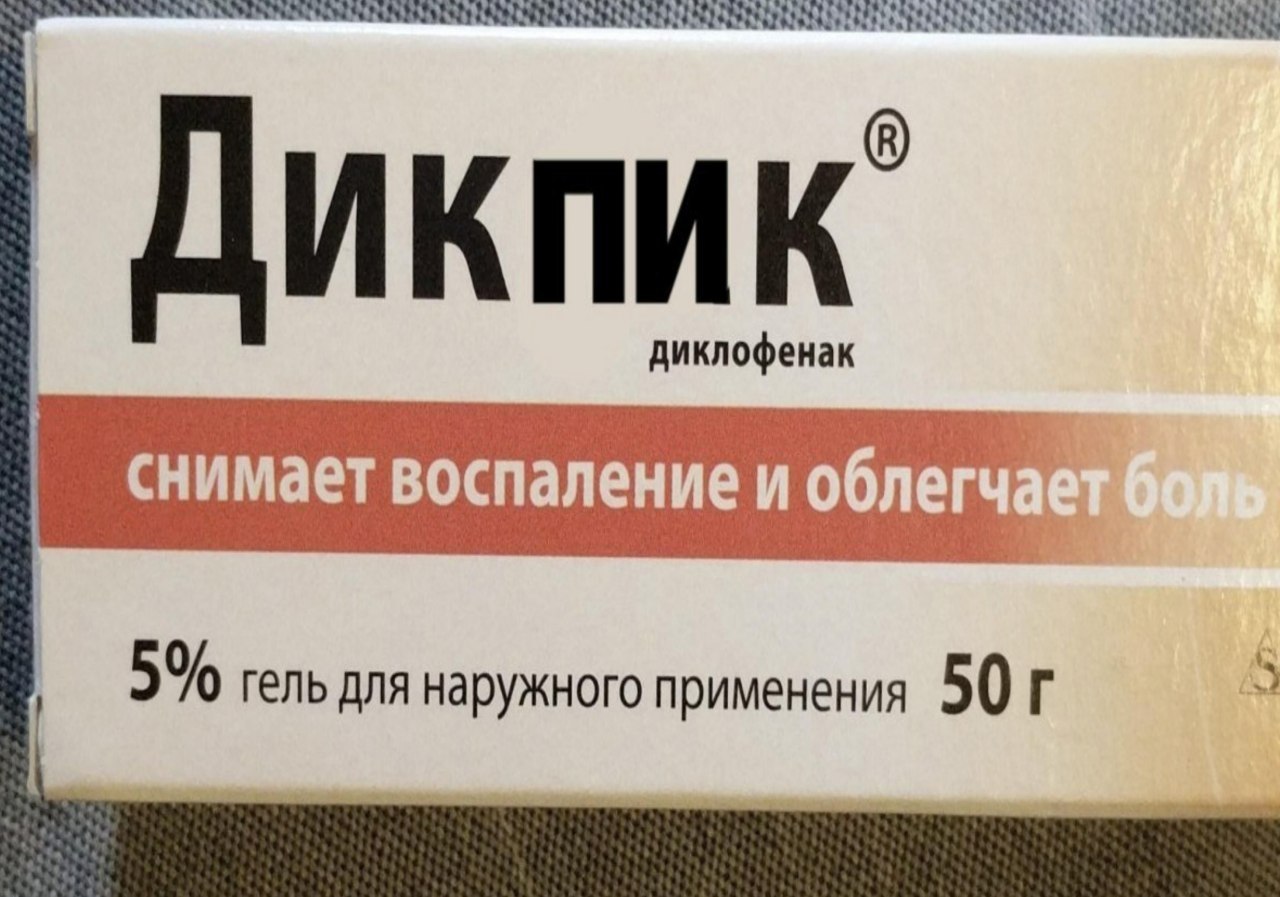 Дикпик®
диклофенак
снимает воспаление и облегчает боль
5% гель для наружного применения 50 г
S